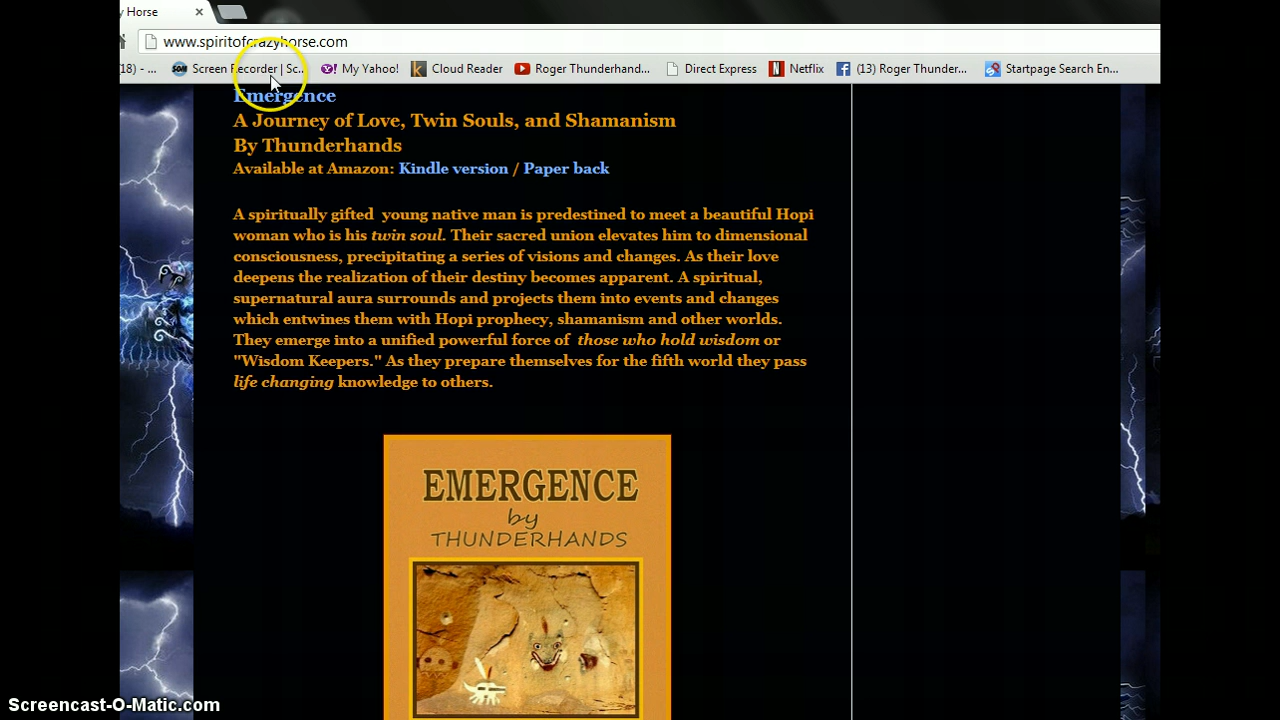 y Horse
www.spiritofcrazyhorse.com
(18) - ... Screen Recorder | Sc... My Yahoo! Cloud Reader Roger Thunderhand... Direct Express Netflix (13) Roger Thunder... Startpage Search En...
Emergence
A Journey of Love, Twin Souls, and Shamanism
By Thunderhands
Available at Amazon: Kindle version / Paper back
A spiritually gifted young native man is predestined to meet a beautiful Hopi
woman who is his twin soul. Their sacred union elevates him to dimensional
consciousness, precipitating a series of visions and changes. As their love
deepens the realization of their destiny becomes apparent. A spiritual,
supernatural aura surrounds and projects them into events and changes
which entwines them with Hopi prophecy, shamanism and other worlds.
They emerge into a unified powerful force of those who hold wisdom or
"Wisdom Keepers." As they prepare themselves for the fifth world they pass
life changing knowledge to others.
EMERGENCE
by
THUNDERHANDS
Screencast-O-Matic.com